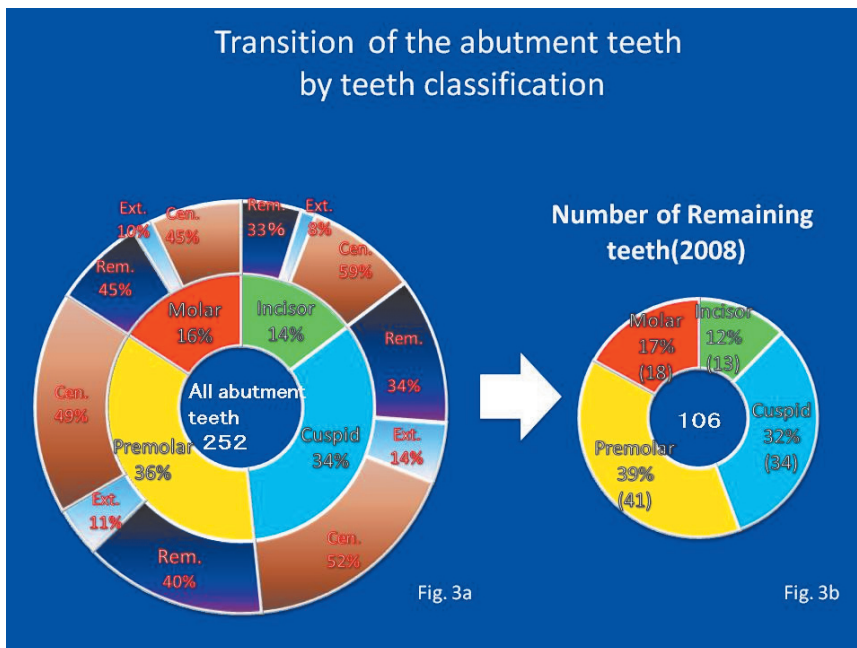 Transition of the abutment teeth
by teeth classification
Ext.
10%
Cen.
45%
Rem.
33%
Ext.
8%
Cen.
59%
Rem.
45%
Molar
16%
Incisor
14%
Rem.
34%
Cen.
49%
All abutment
teeth
252
Premolar
36%
Cuspid
34%
Ext.
14%
Ext.
11%
Rem.
40%
Cen.
52%
Fig. 3a
Number of Remaining
teeth(2008)
Molar
17%
(18)
Incisor
12%
(13)
106
Cuspid
32%
(34)
Premolar
39%
(41)
Fig. 3b